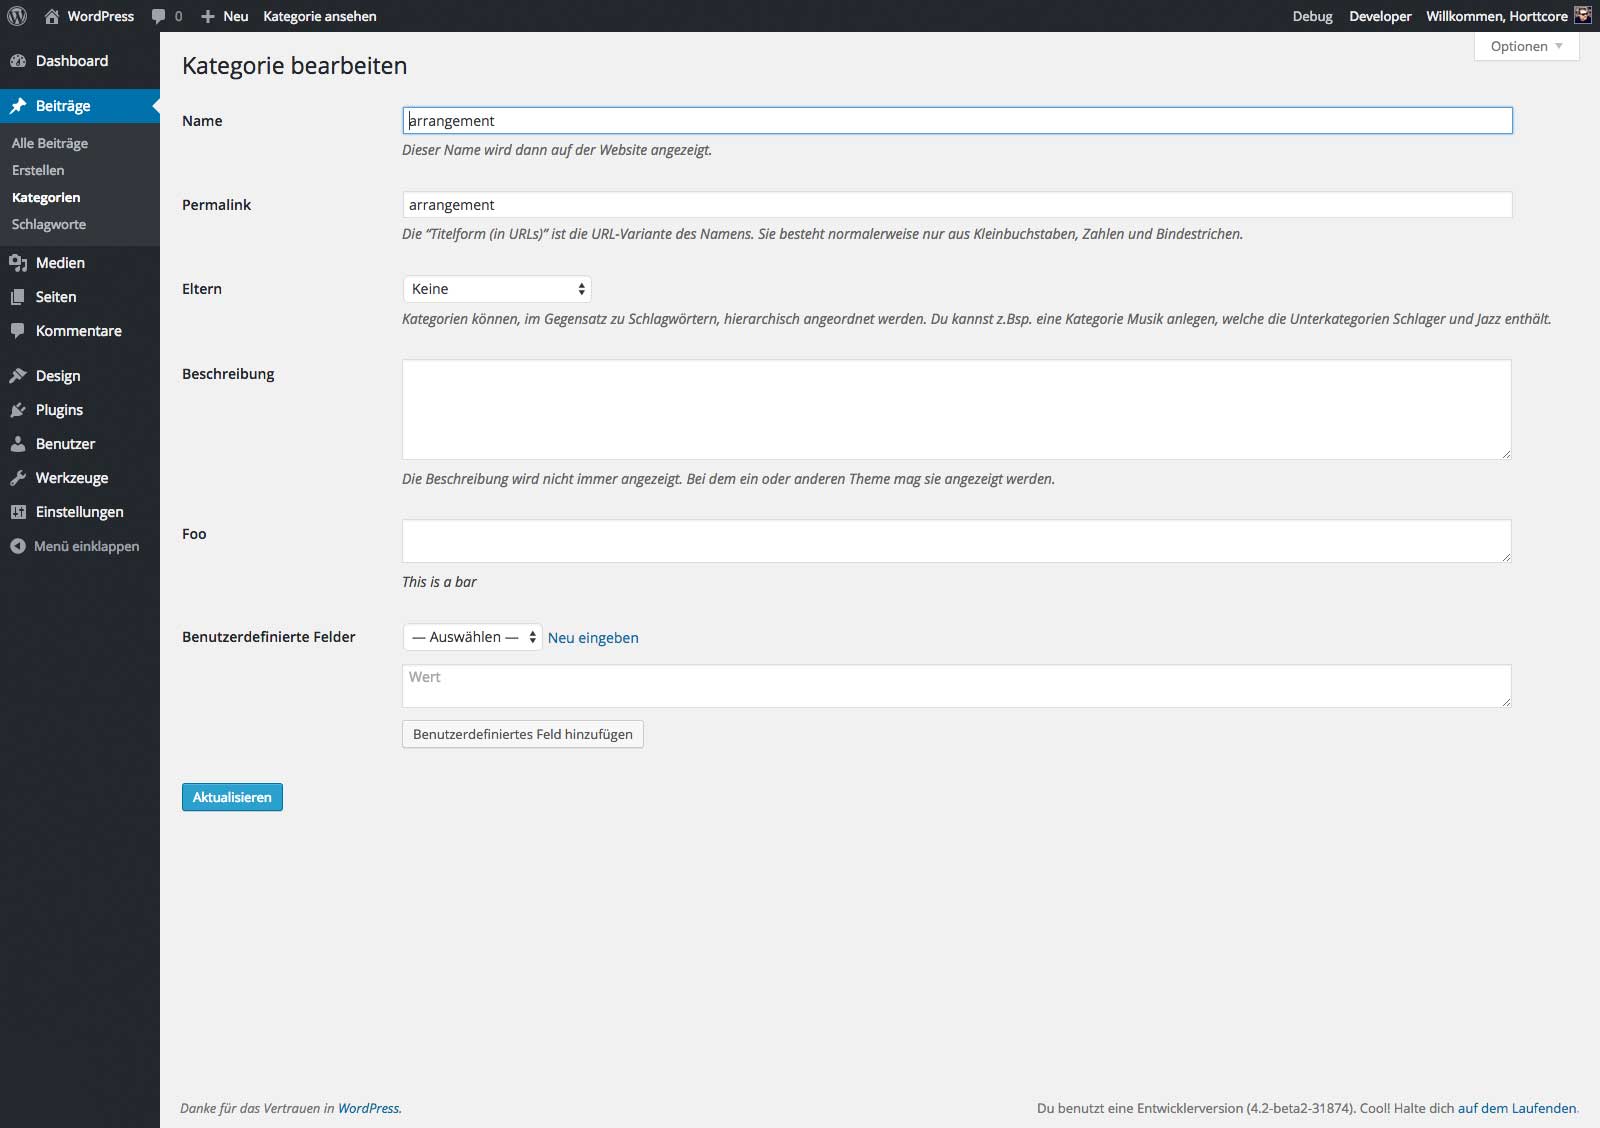 WordPress 0 Neu Kategorie ansehen Debug Developer Willkommen, Horttcore
Optionen
Dashboard
Beiträge
Alle Beiträge
Erstellen
Kategorien
Schlagworte
Medien
Seiten
Kommentare
Design
Plugins
Benutzer
Werkzeuge
Einstellungen
Menü einklappen
Kategorie bearbeiten
Name
arrangement
Dieser Name wird dann auf der Website angezeigt.
Permalink
arrangement
Die “Titelform (in URLs)” ist die URL-Variante des Namens. Sie besteht normalerweise nur aus Kleinbuchstaben, Zahlen und Bindestrichen.
Eltern
Keine
Kategorien können, im Gegensatz zu Schlagwörtern, hierarchisch angeordnet werden. Du kannst z.Bsp. eine Kategorie Musik anlegen, welche die Unterkategorien Schlager und Jazz enthält.
Beschreibung
Die Beschreibung wird nicht immer angezeigt. Bei dem ein oder anderen Theme mag sie angezeigt werden.
Foo
This is a bar
Benutzerdefinierte Felder
— Auswählen — Neu eingeben
Wert
Benutzerdefiniertes Feld hinzufügen
Aktualisieren
Danke für das Vertrauen in WordPress.
Du benutzt eine Entwicklerversion (4.2-beta2-31874). Cool! Halte dich auf dem Laufenden.